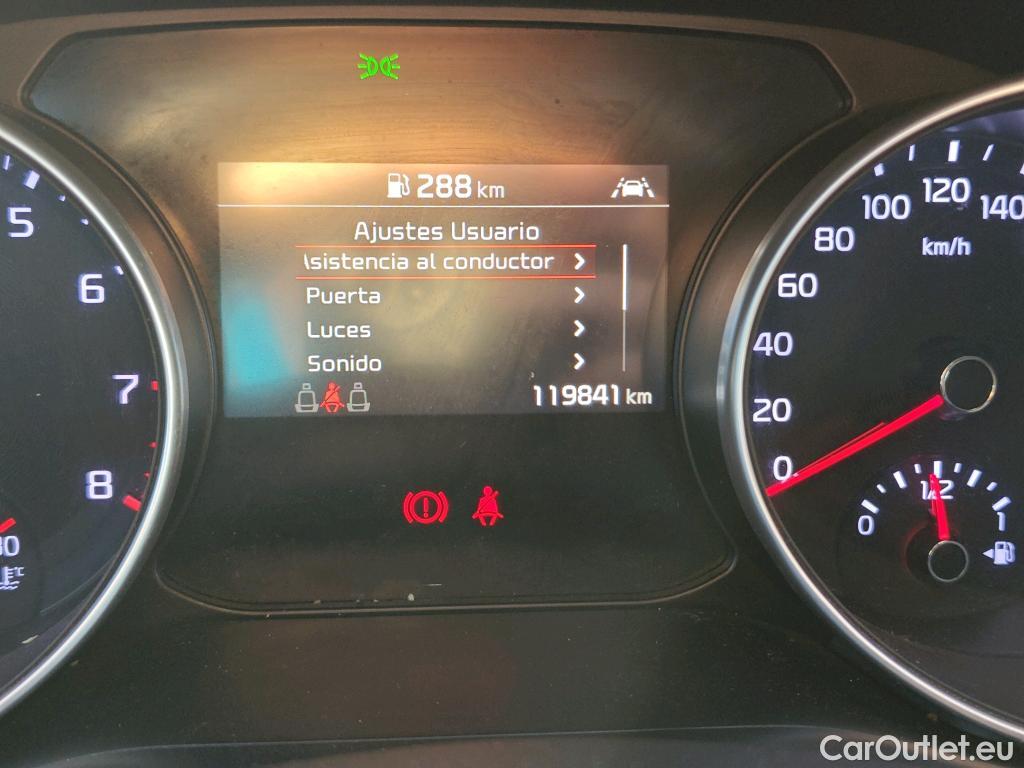 288 km
Ajustes Usuario
sistencia al conductor
Puerta
Luces
Sonido
119841 km
5
6
7
8
0
20
40
60
80
100
120
140
km/h
0
1/2
1
°C
CarOutlet.eu